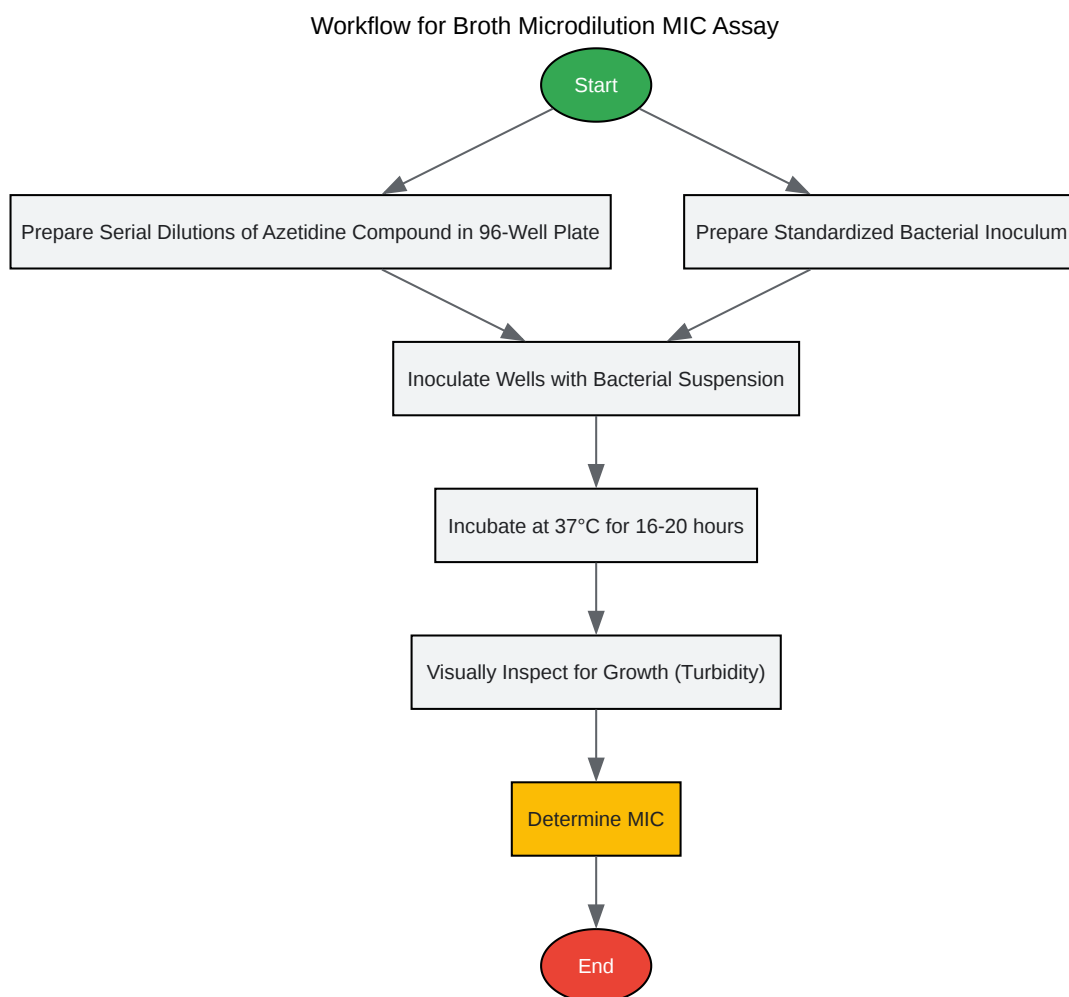 Workflow for Broth Microdilution MIC Assay
Start
Prepare Serial Dilutions of Azetidine Compound in 96-Well Plate
Prepare Standardized Bacterial Inoculum
Inoculate Wells with Bacterial Suspension
Incubate at 37°C for 16-20 hours
Visually Inspect for Growth (Turbidity)
Determine MIC
End